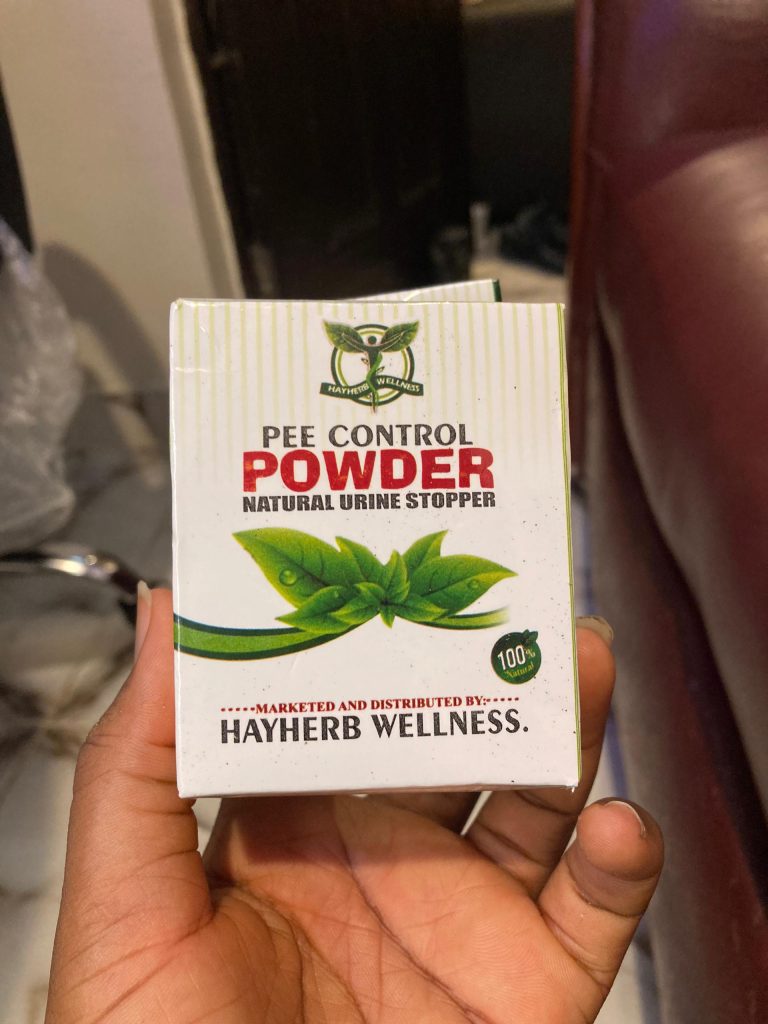 HAYHERB WELLNESS
PEE CONTROL
POWDER
NATURAL URINE STOPPER
100%
Natural
-----MARKETED AND DISTRIBUTED BY:-----
HAYHERB WELLNESS.